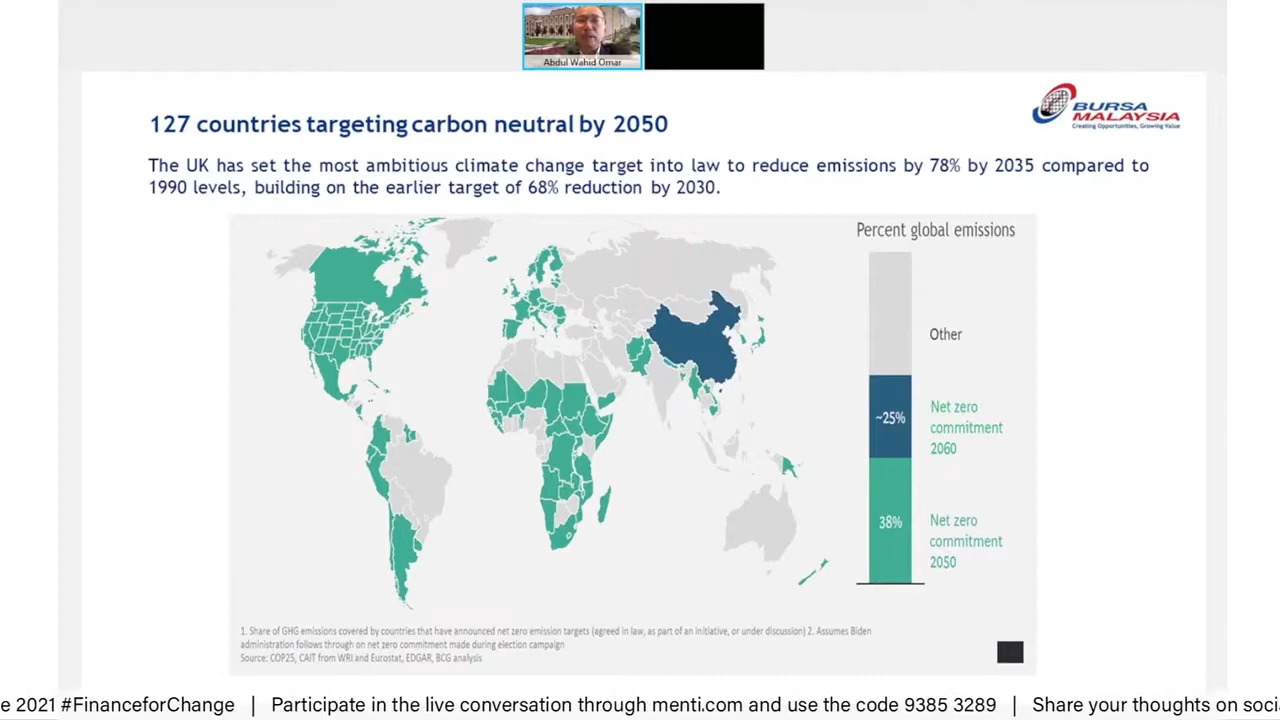 Abdul Wahid Omar
BURSA
MALAYSIA
Creating Opportunities, Growing Value
127 countries targeting carbon neutral by 2050
The UK has set the most ambitious climate change target into law to reduce emissions by 78% by 2035 compared to
1990 levels, building on the earlier target of 68% reduction by 2030.
Percent global emissions
Other
~25%
Net zero
commitment
2060
38%
Net zero
commitment
2050
1. Share of GHG emissions covered by countries that have announced net zero emission targets (agreed in law, as part of an initiative, or under discussion) 2. Assumes Biden
administration follows through on net zero commitment made during election campaign
Source: COP25, CAIT from WRI and Eurostat, EDGAR, BCG analysis
e 2021 #FinanceforChange | Participate in the live conversation through menti.com and use the code 9385 3289 | Share your thoughts on soci